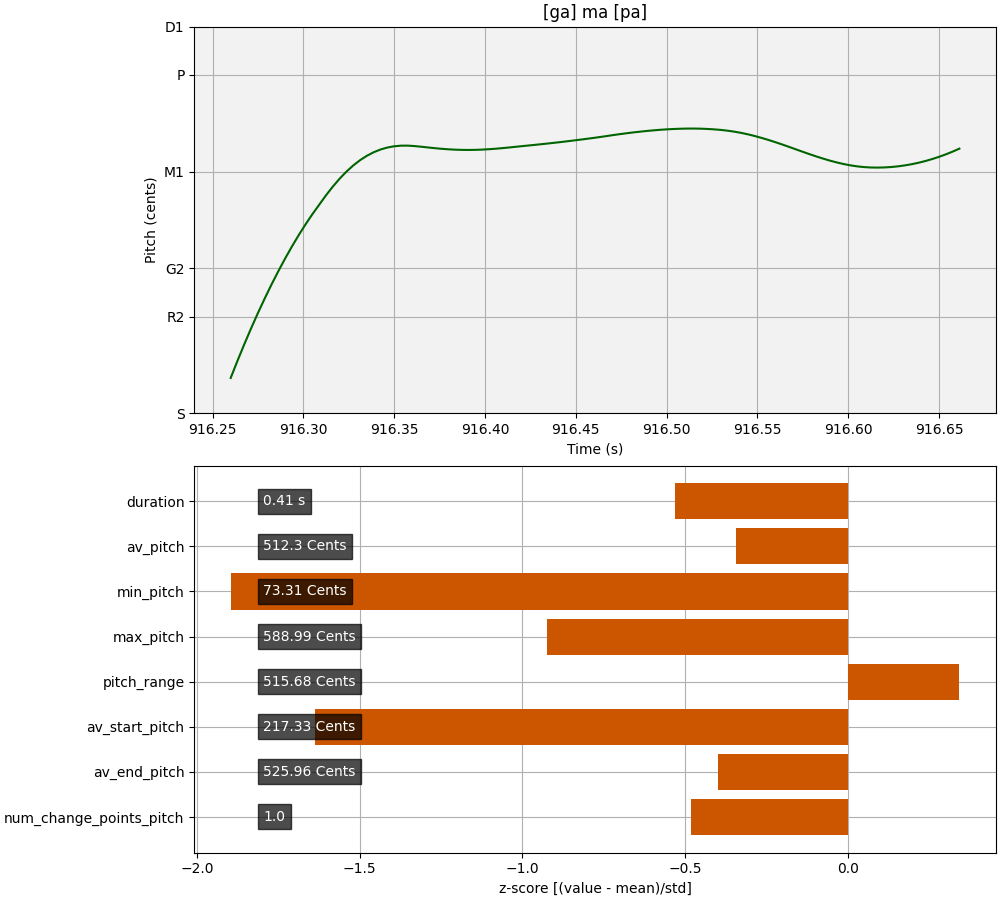 [ga] ma [pa]
D1
P
M1
G2
R2
S
Pitch (cents)
916.25 916.30 916.35 916.40 916.45 916.50 916.55 916.60 916.65
Time (s)
duration 0.41 s
av_pitch 512.3 Cents
min_pitch 73.31 Cents
max_pitch 588.99 Cents
pitch_range 515.68 Cents
av_start_pitch 217.33 Cents
av_end_pitch 525.96 Cents
num_change_points_pitch 1.0
−2.0 −1.5 −1.0 −0.5 0.0
z-score [(value - mean)/std]